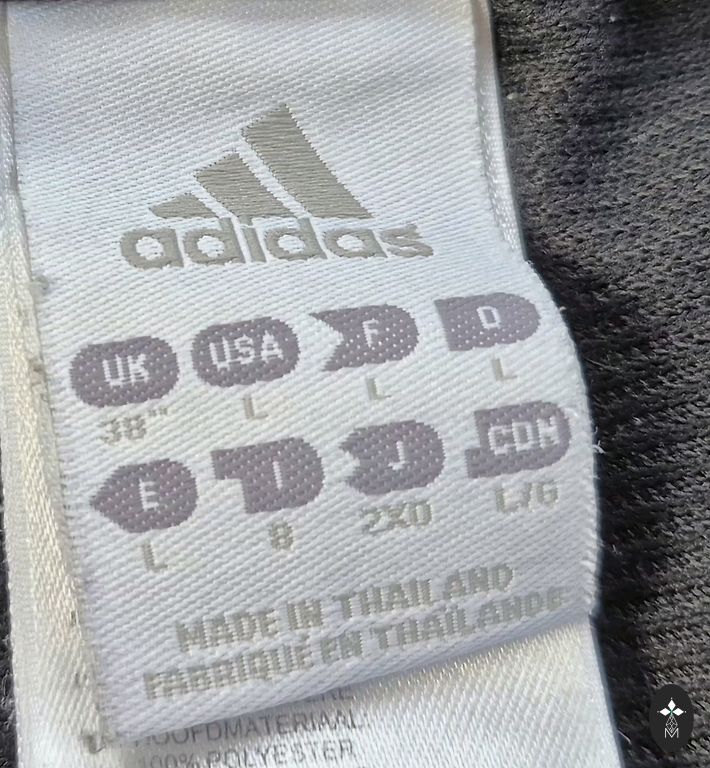 adidas
UK USA F D
38"" L L L
E I J CDN
L 8 2XO L/G
MADE IN THAILAND
FABRIQUÉ EN THAÏLANDE
HOOFDMATERIAAL:
100% POLYESTER